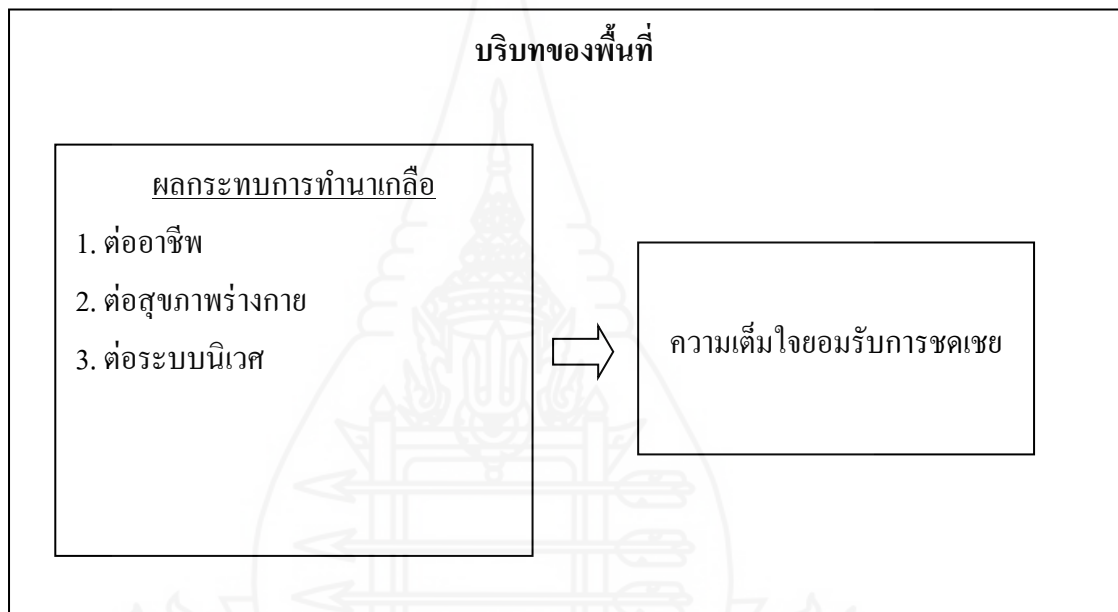 บริบทของพื้นที่
ผลกระทบการทำนาเกลือ
1. ต่ออาชีพ
2. ต่อสุขภาพร่างกาย
3. ต่อระบบนิเวศ
ความเต็มใจยอมรับการชดเชย